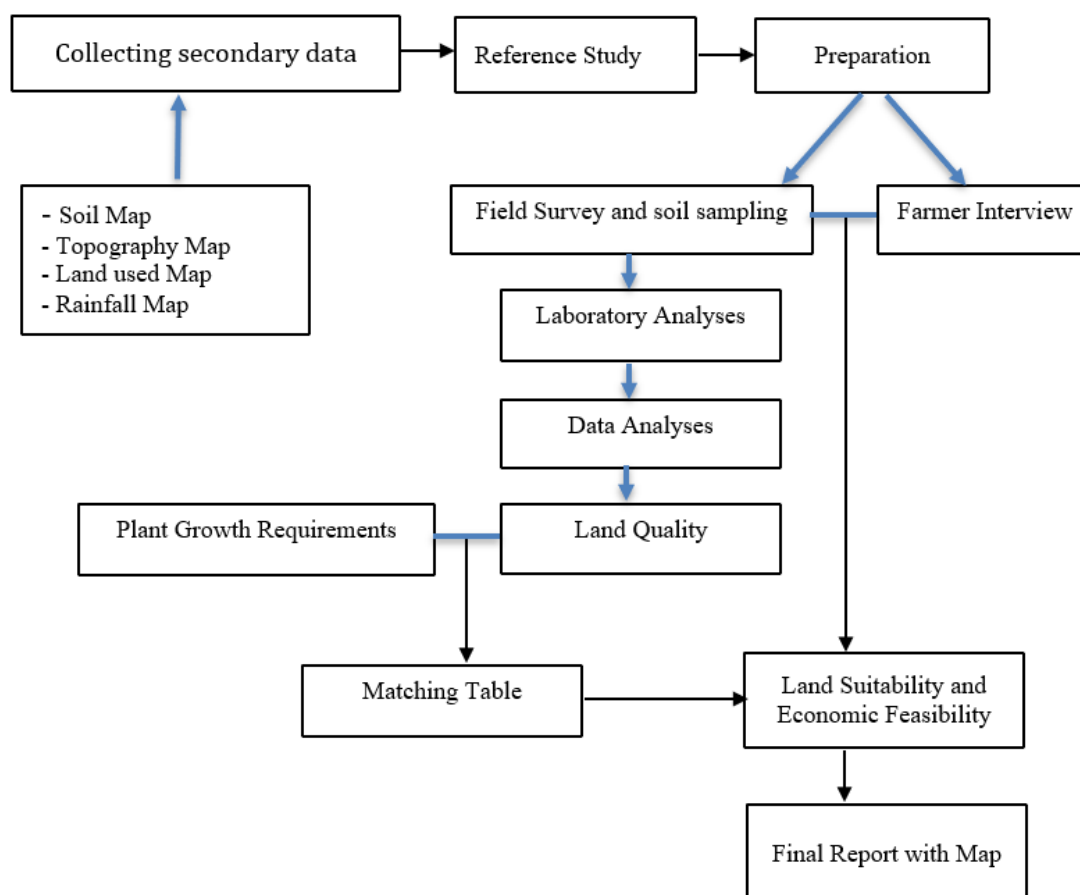 Collecting secondary data
Reference Study
Preparation
- Soil Map
- Topography Map
- Land used Map
- Rainfall Map
Field Survey and soil sampling
Farmer Interview
Laboratory Analyses
Data Analyses
Plant Growth Requirements
Land Quality
Matching Table
Land Suitability and
Economic Feasibility
Final Report with Map